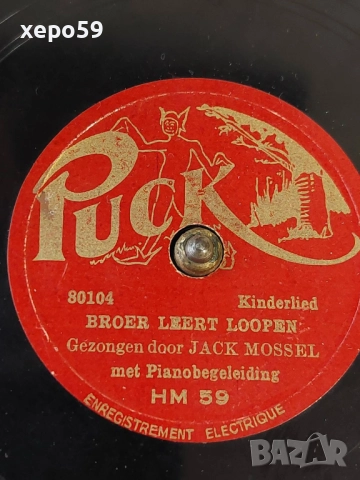 xepo59
PUCK
80104 Kinderlied
BROER LEERT LOOPEN
Gezongen door JACK MOSSEL
met Pianobegeleiding
HM 59
ENREGISTREMENT ELECTRIQUE
BAZAR